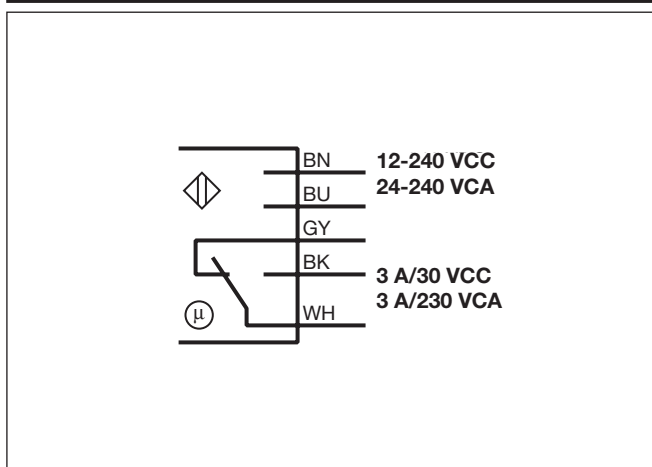 BN 12-240 VCC
BU 24-240 VCA
GY
BK 3 A/30 VCC
3 A/230 VCA
WH
µ